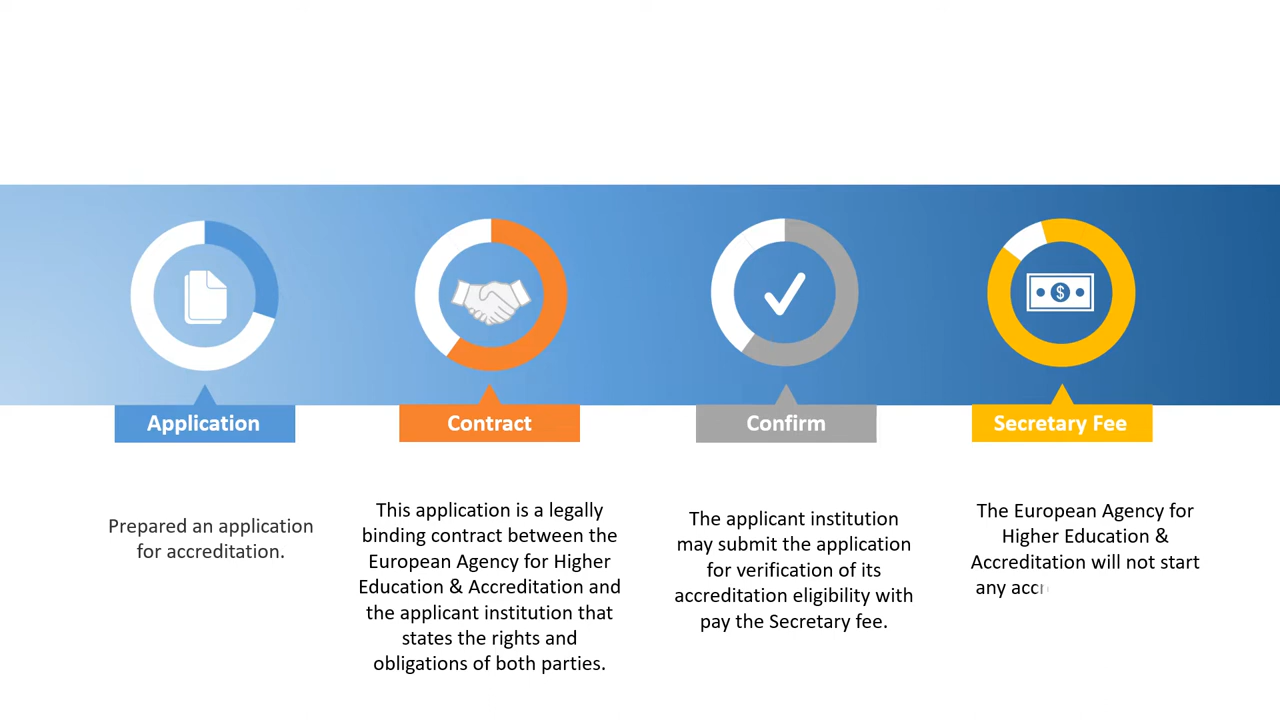 Application
Contract
Confirm
Secretary Fee
Prepared an application
for accreditation.
This application is a legally
binding contract between the
European Agency for Higher
Education & Accreditation and
the applicant institution that
states the rights and
obligations of both parties.
The applicant institution
may submit the application
for verification of its
accreditation eligibility with
pay the Secretary fee.
The European Agency for
Higher Education &
Accreditation will not start
any